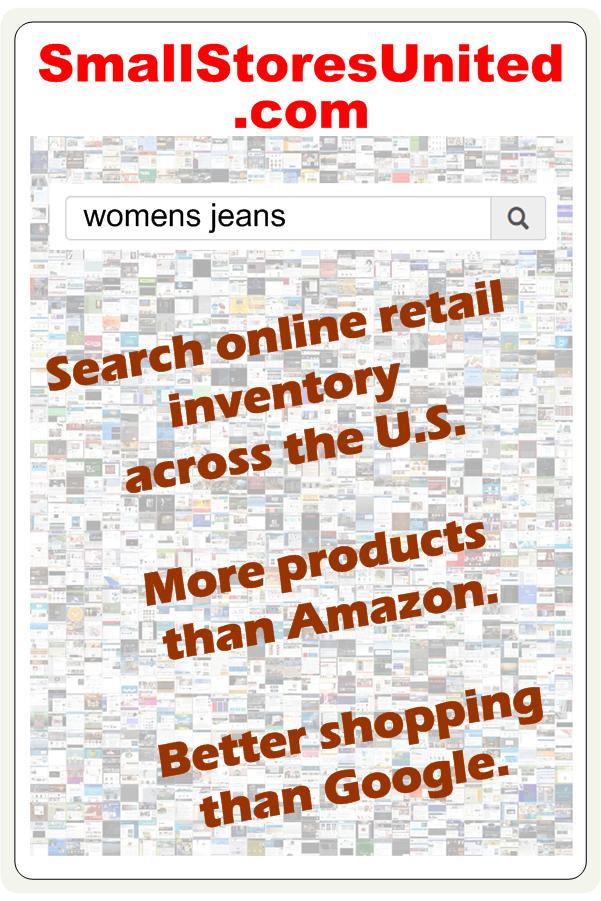 SmallStoresUnited
.com
womens jeans
Search online retail
inventory
across the U.S.
More products
than Amazon.
Better shopping
than Google.